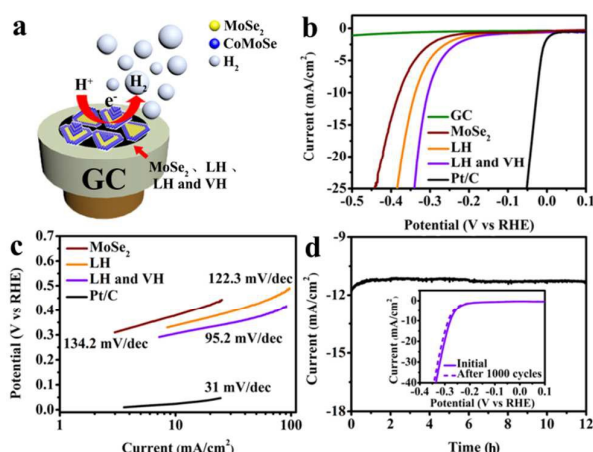 a
MoSe2
CoMoSe
H2
H+
e-
H2
GC
MoSe2、LH、
LH and VH
b
Current (mA/cm2)
0
-5
-10
-15
-20
-25
GC
MoSe2
LH
LH and VH
Pt/C
-0.5 -0.4 -0.3 -0.2 -0.1 0.0 0.1
Potential (V vs RHE)
c
Potential (V vs RHE)
0.7
0.6
0.5
0.4
0.3
0.2
0.1
0.0
MoSe2
LH
LH and VH
Pt/C
122.3 mV/dec
134.2 mV/dec
95.2 mV/dec
31 mV/dec
1 10 100
Current (mA/cm2)
d
Current (mA/cm2)
-9
-12
-15
-18
Current (mA/cm2)
0
-10
-20
-30
-40
Initial
After 1000 cycles
-0.4 -0.3 -0.2 -0.1 0.0 0.1
Potential (V vs RHE)
0 2 4 6 8 10 12
Time (h)